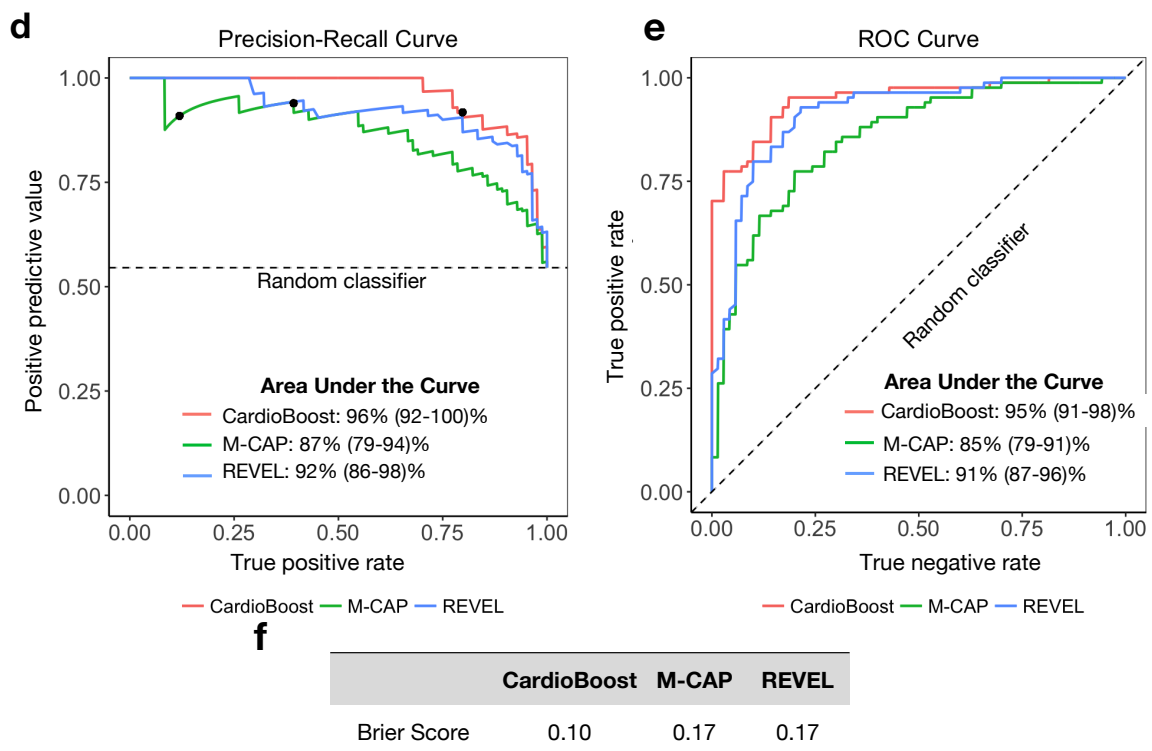 d
Precision-Recall Curve
Positive predictive value
1.00
0.75
0.50
0.25
0.00
Random classifier
Area Under the Curve
CardioBoost: 96% (92-100)%
M-CAP: 87% (79-94)%
REVEL: 92% (86-98)%
0.00 0.25 0.50 0.75 1.00
True positive rate
CardioBoost M-CAP REVEL
e
ROC Curve
True positive rate
1.00
0.75
0.50
0.25
0.00
Random classifier
Area Under the Curve
CardioBoost: 95% (91-98)%
M-CAP: 85% (79-91)%
REVEL: 91% (87-96)%
0.00 0.25 0.50 0.75 1.00
True negative rate
CardioBoost M-CAP REVEL
f
CardioBoost M-CAP REVEL
Brier Score 0.10 0.17 0.17